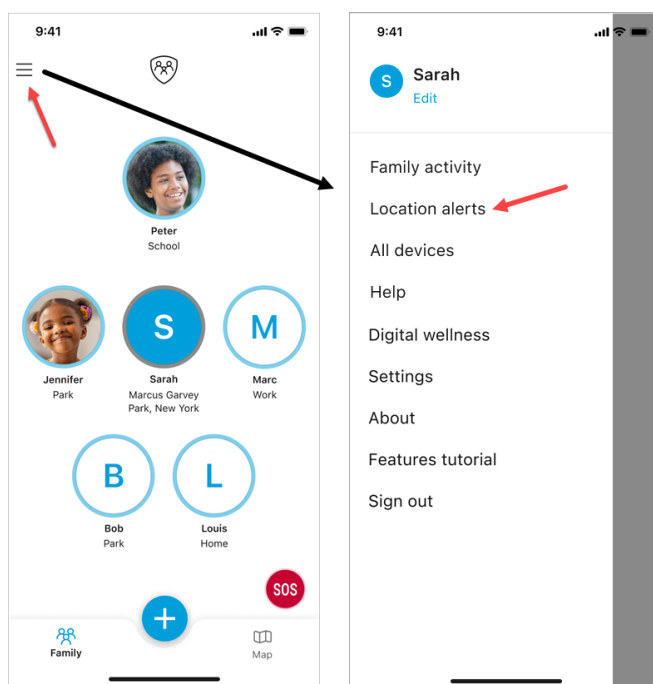 9:41
Peter
School
S
M
Jennifer
Park
Sarah
Marcus Garvey
Park, New York
Marc
Work
B
L
Bob
Park
Louis
Home
SOS
Family
Map
9:41
S
Sarah
Edit
Family activity
Location alerts
All devices
Help
Digital wellness
Settings
About
Features tutorial
Sign out